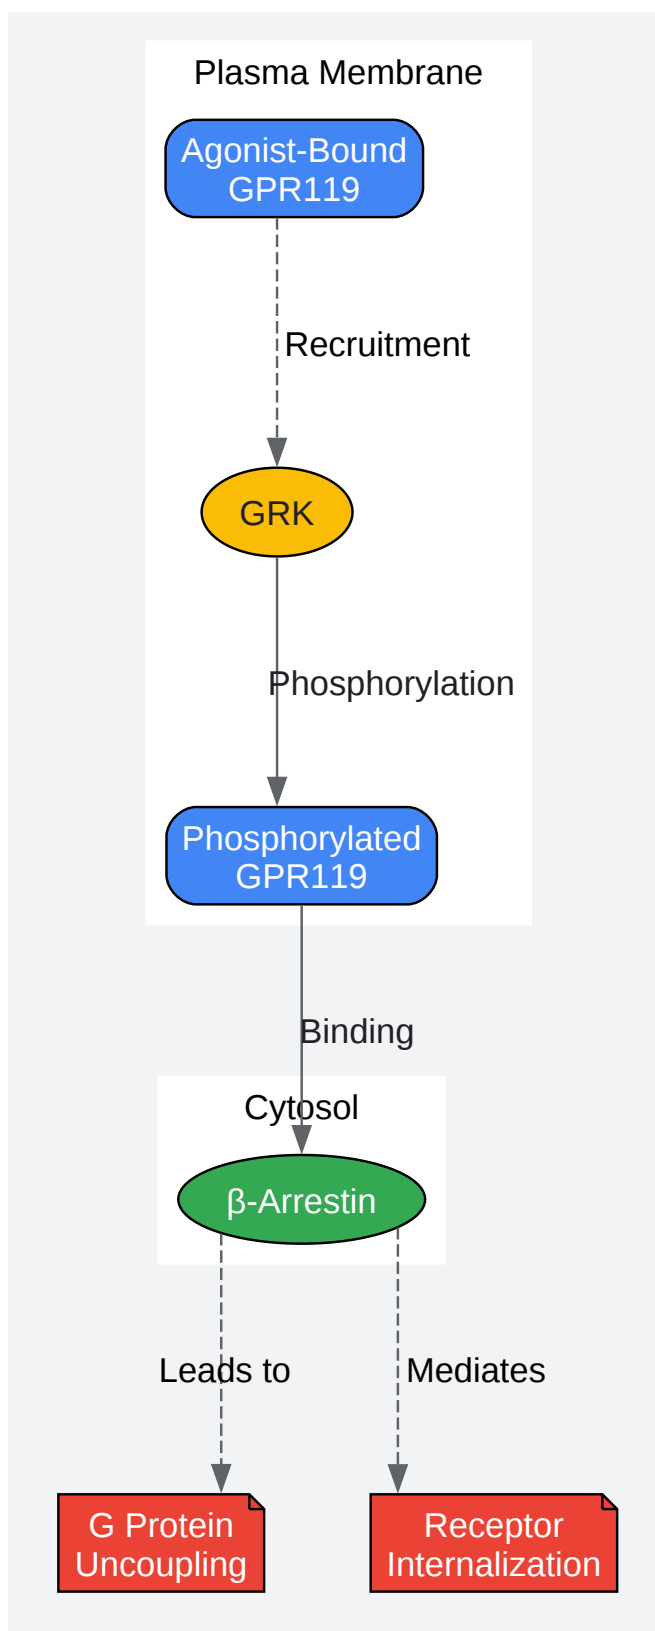 Plasma Membrane
Agonist-Bound
GPR119
Recruitment
GRK
Phosphorylation
Phosphorylated
GPR119
Binding
Cytosol
β-Arrestin
Leads to
Mediates
G Protein
Uncoupling
Receptor
Internalization